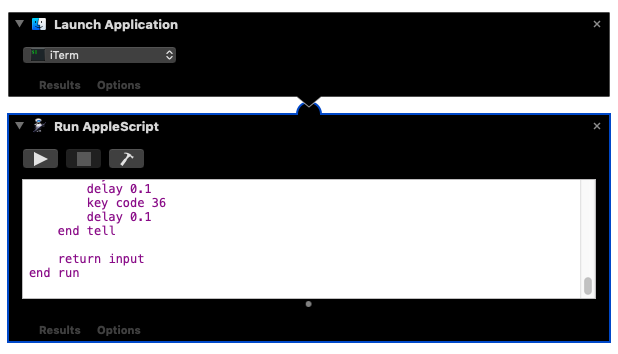 Launch Application
iTerm
Results Options
Run AppleScript
delay 0.1
key code 36
delay 0.1
end tell
return input
end run
Results Options